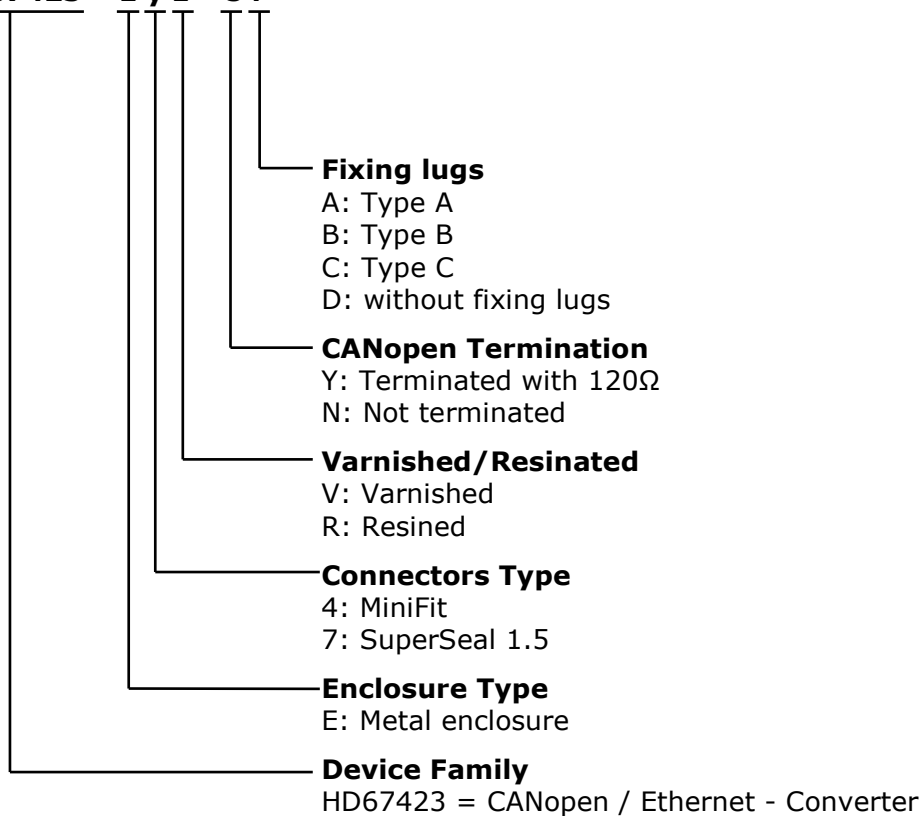 Fixing lugs
A: Type A
B: Type B
C: Type C
D: without fixing lugs
CANopen Termination
Y: Terminated with 120Ω
N: Not terminated
Varnished/Resinated
V: Varnished
R: Resined
Connectors Type
4: MiniFit
7: SuperSeal 1.5
Enclosure Type
E: Metal enclosure
Device Family
HD67423 = CANopen / Ethernet - Converter